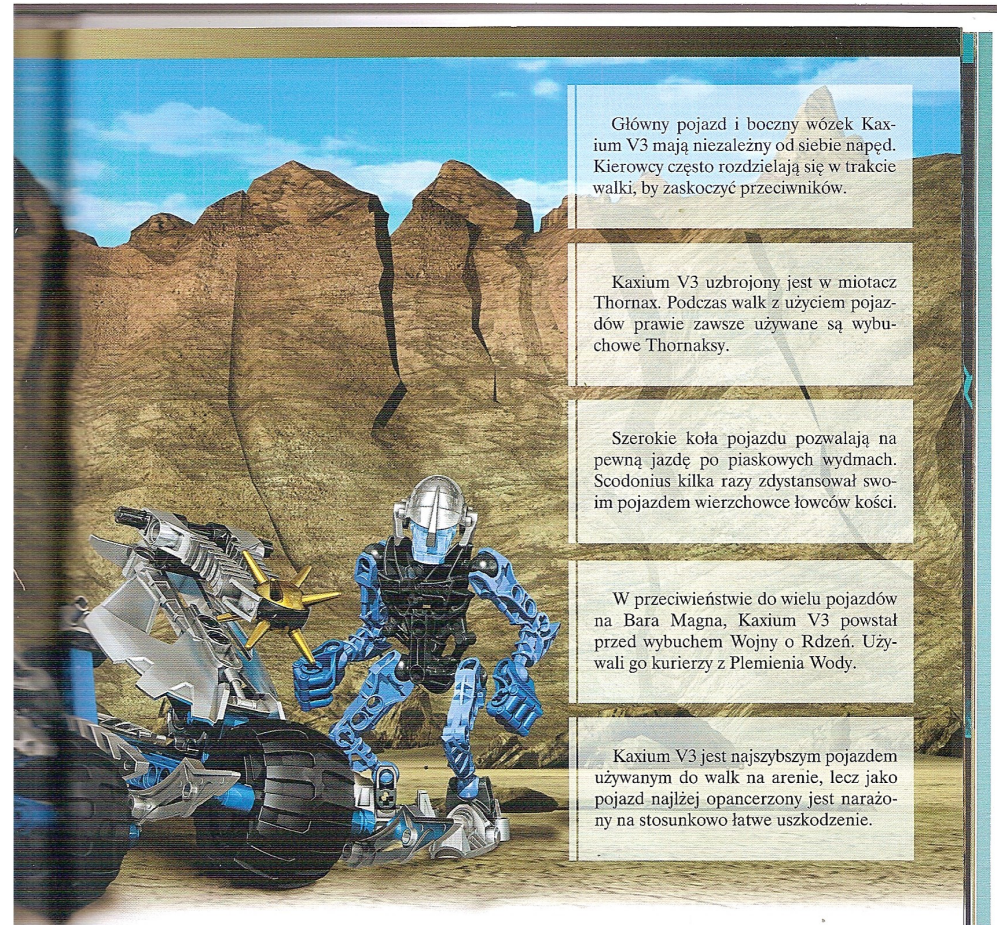 Główny pojazd i boczny wózek Kax-
ium V3 mają niezależny od siebie napęd.
Kierowcy często rozdzielają się w trakcie
walki, by zaskoczyć przeciwników.
Kaxium V3 uzbrojony jest w miotacz
Thornax. Podczas walk z użyciem pojaz-
dów prawie zawsze używane są wybu-
chowe Thornaksy.
Szerokie koła pojazdu pozwalają na
pewną jazdę po piaskowych wydmach.
Scodonius kilka razy zdystansował swo-
im pojazdem wierzchowce łowców kości.
W przeciwieństwie do wielu pojazdów
na Bara Magna, Kaxium V3 powstał
przed wybuchem Wojny o Rdzeń. Uży-
wali go kurierzy z Plemienia Wody.
Kaxium V3 jest najszybszym pojazdem
używanym do walk na arenie, lecz jako
pojazd najlżej opancerzony jest narażo-
ny na stosunkowo łatwe uszkodzenie.